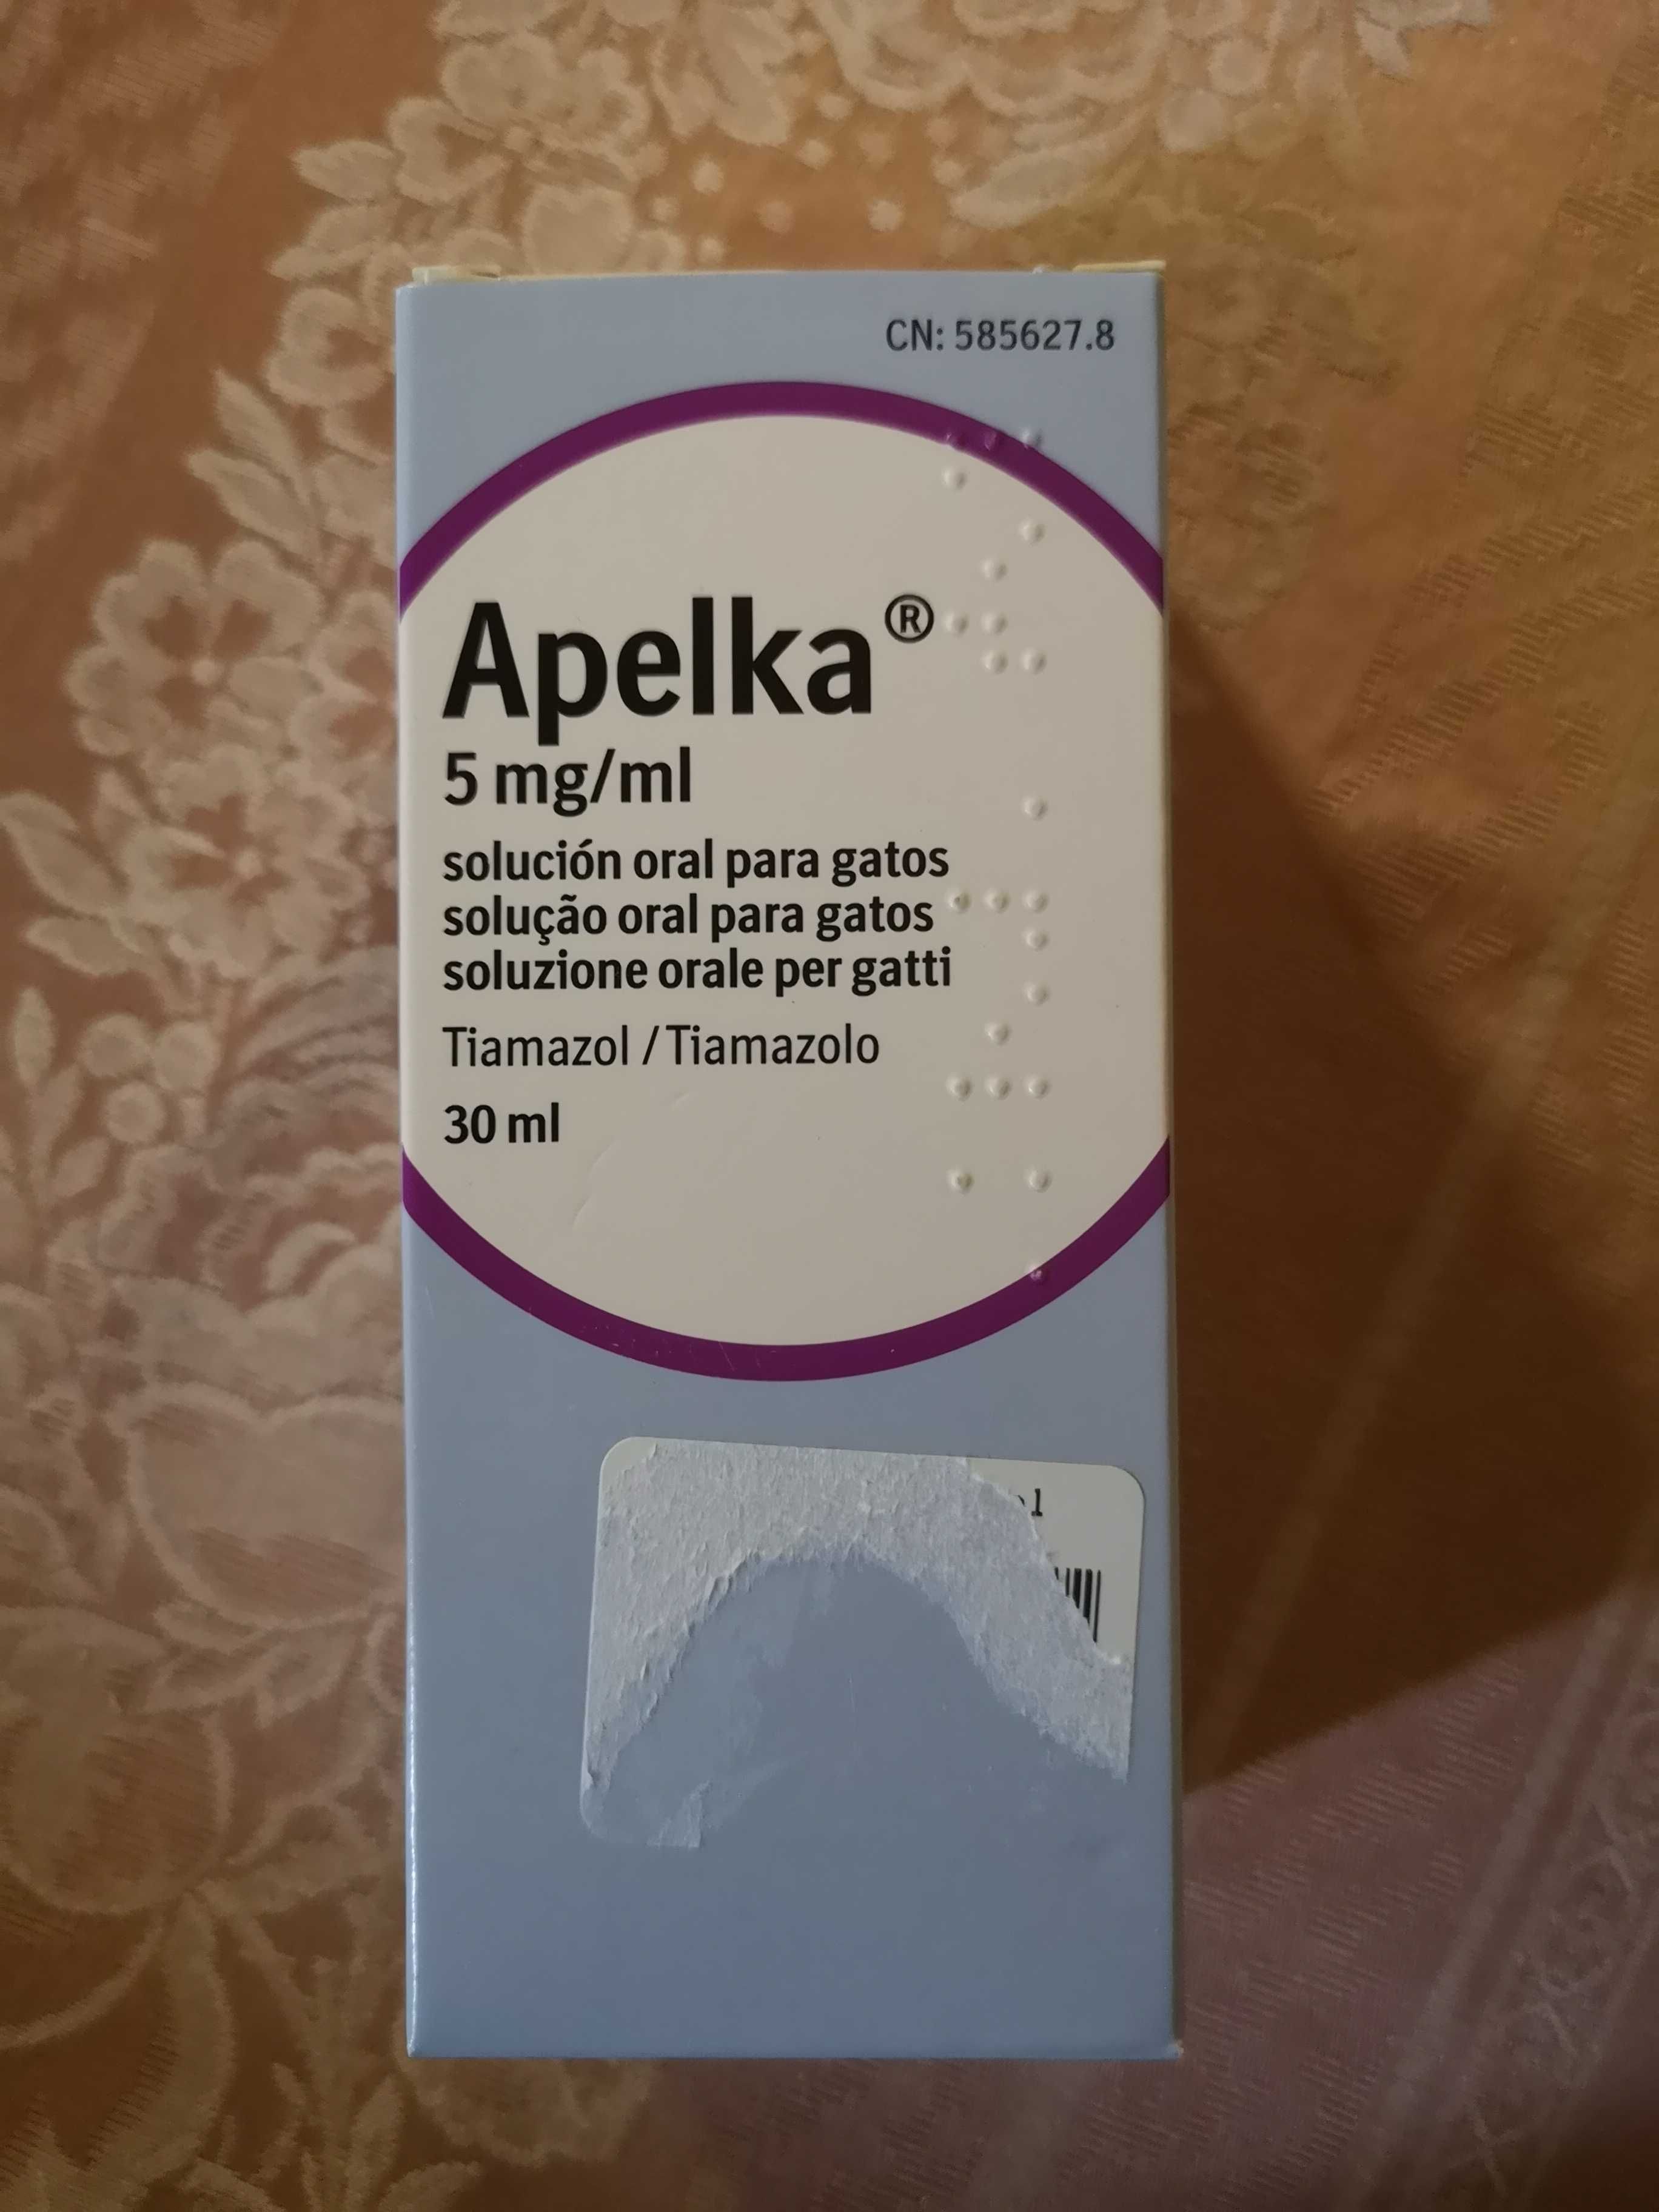 CN: 585627.8
Apelka®
5 mg/ml
solución oral para gatos
solução oral para gatos
soluzione orale per gatti
Tiamazol / Tiamazolo
30 ml